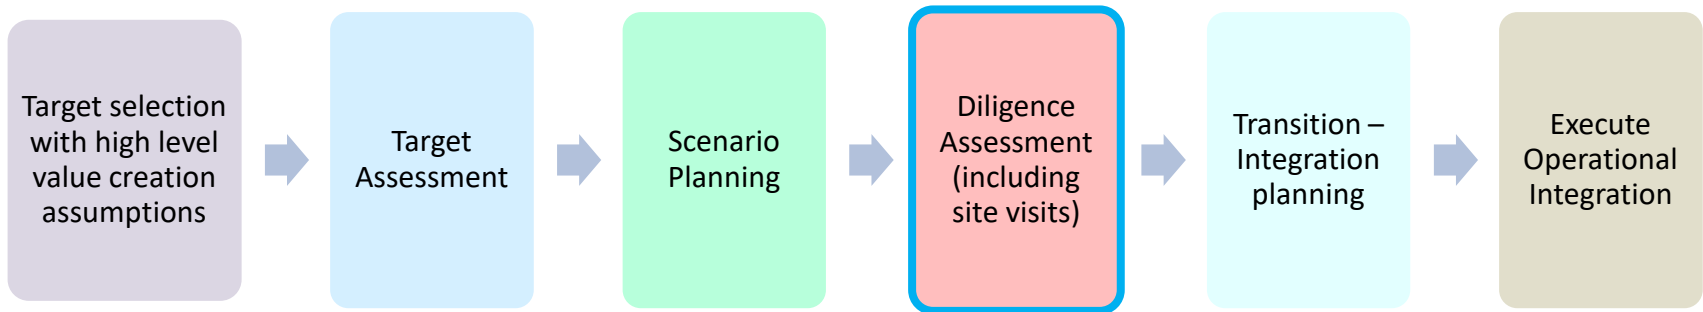 Target selection
with high level
value creation
assumptions
Target
Assessment
Scenario
Planning
Diligence
Assessment
(including
site visits)
Transition –
Integration
planning
Execute
Operational
Integration